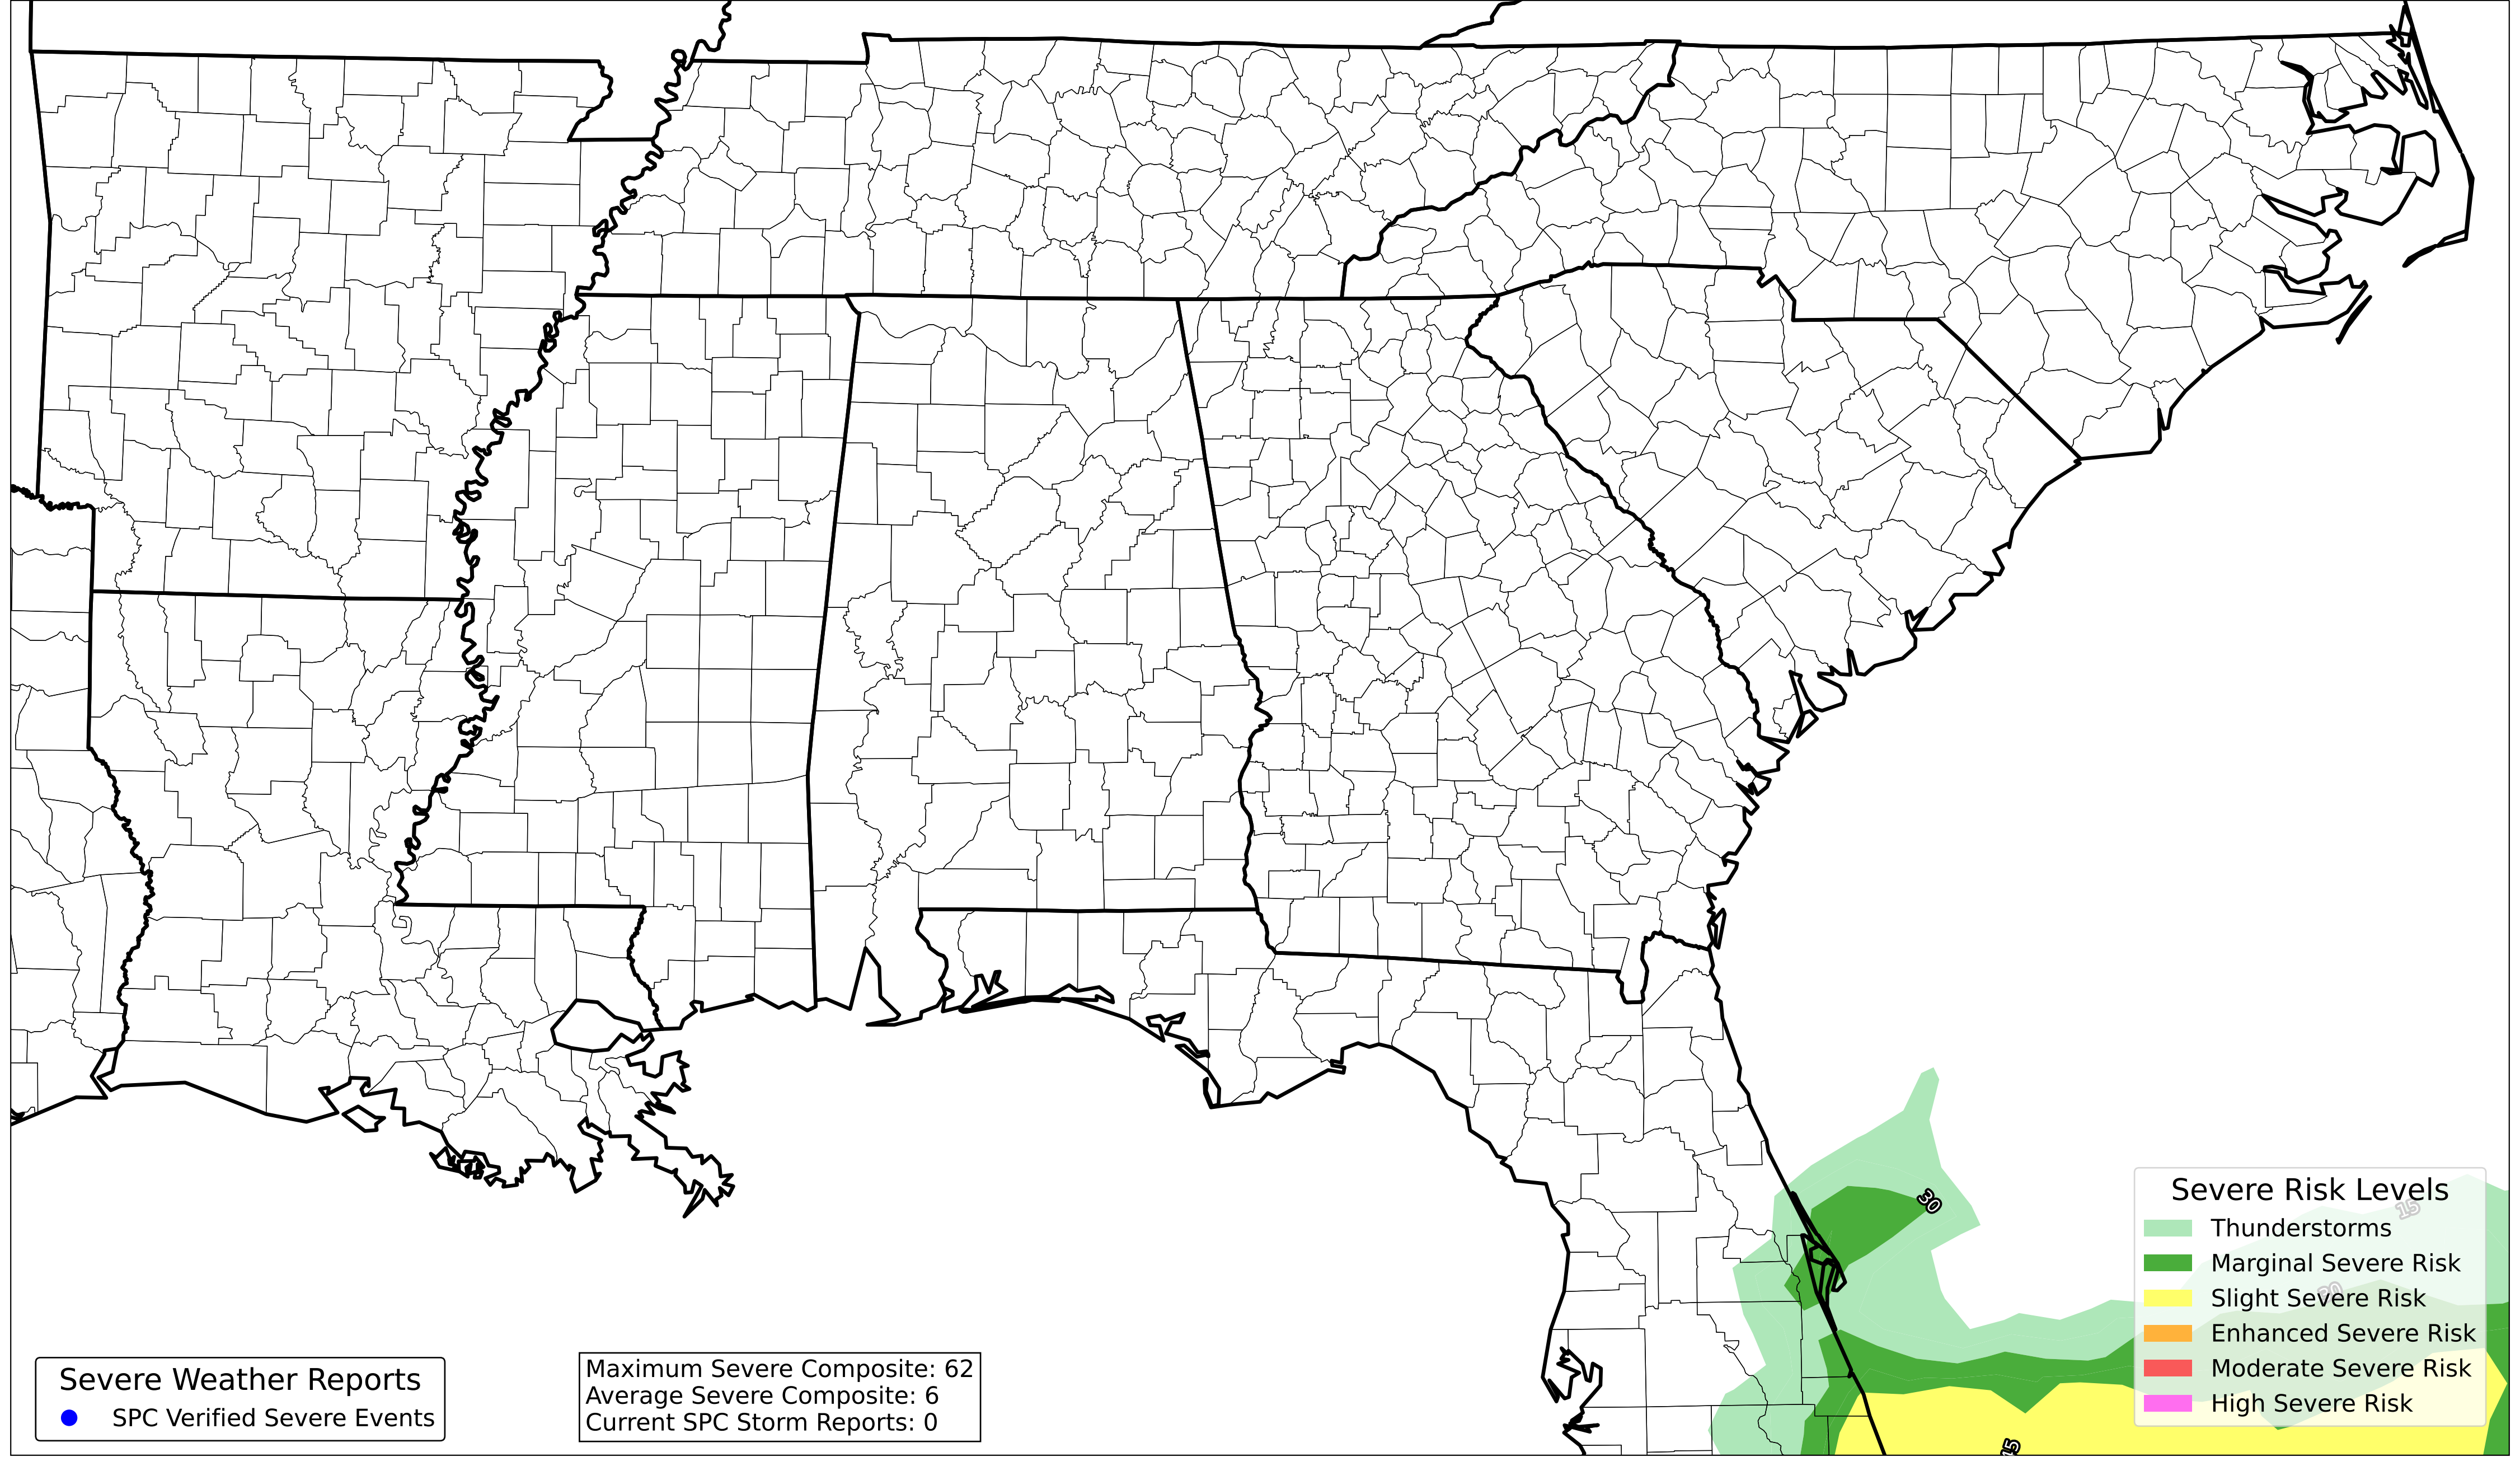 30
15
30
Severe Risk Levels
Thunderstorms
Marginal Severe Risk
Slight Severe Risk
Enhanced Severe Risk
Moderate Severe Risk
High Severe Risk
Severe Weather Reports
SPC Verified Severe Events
Maximum Severe Composite: 62
Average Severe Composite: 6
Current SPC Storm Reports: 0